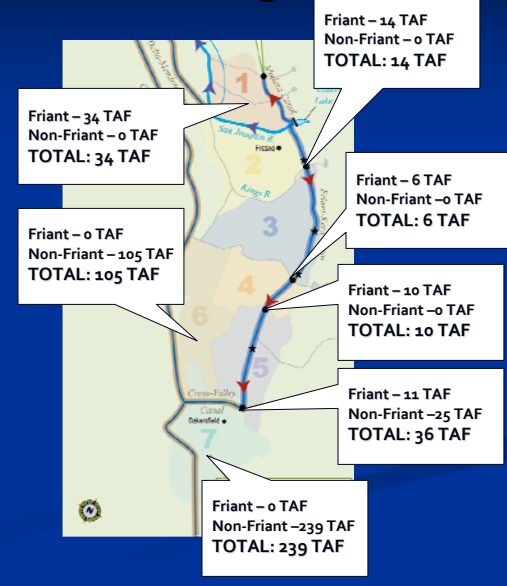 Friant – 14 TAF
Non-Friant – 0 TAF
TOTAL: 14 TAF
Friant – 34 TAF
Non-Friant – 0 TAF
TOTAL: 34 TAF
Friant – 6 TAF
Non-Friant –0 TAF
TOTAL: 6 TAF
Friant – 0 TAF
Non-Friant – 105 TAF
TOTAL: 105 TAF
Friant – 10 TAF
Non-Friant –0 TAF
TOTAL: 10 TAF
Friant – 11 TAF
Non-Friant –25 TAF
TOTAL: 36 TAF
Friant – 0 TAF
Non-Friant –239 TAF
TOTAL: 239 TAF
1
Madera Canal
San Joaquin R.
Fresno
2
Kings R.
3
4
6
5
Cross-Valley
Canal
Bakersfield
7
N